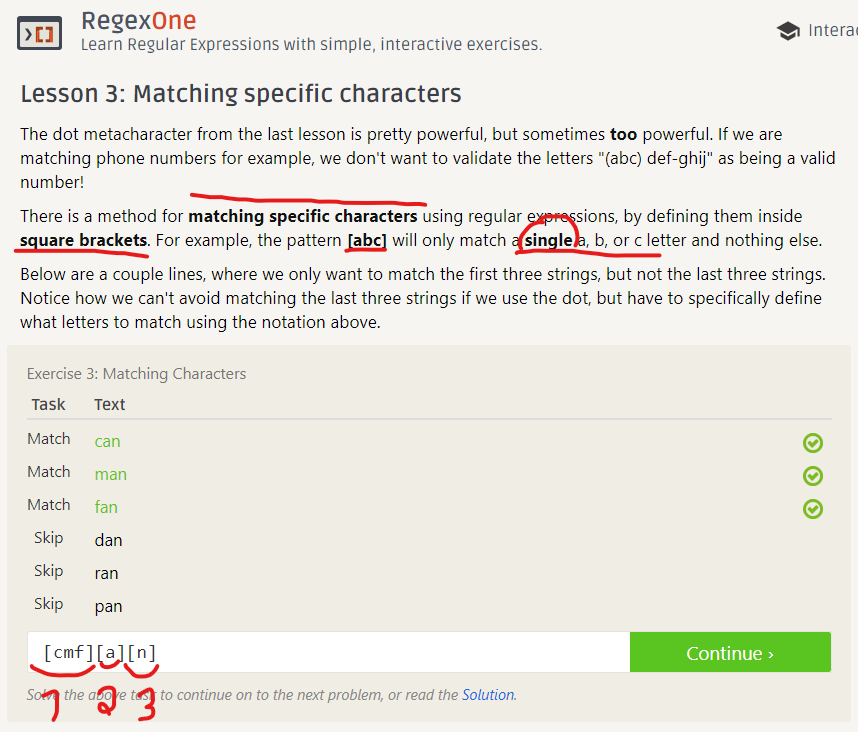 RegexOne
Learn Regular Expressions with simple, interactive exercises.
Interac
Lesson 3: Matching specific characters
The dot metacharacter from the last lesson is pretty powerful, but sometimes too powerful. If we are
matching phone numbers for example, we don't want to validate the letters "(abc) def-ghij" as being a valid
number!
There is a method for matching specific characters using regular expressions, by defining them inside
square brackets. For example, the pattern [abc] will only match a single a, b, or c letter and nothing else.
Below are a couple lines, where we only want to match the first three strings, but not the last three strings.
Notice how we can't avoid matching the last three strings if we use the dot, but have to specifically define
what letters to match using the notation above.
Exercise 3: Matching Characters
Task Text
Match can
Match man
Match fan
Skip dan
Skip ran
Skip pan
[cmf][a][n]
Continue ›
Solve the above task to continue on to the next problem, or read the Solution.
1 2 3